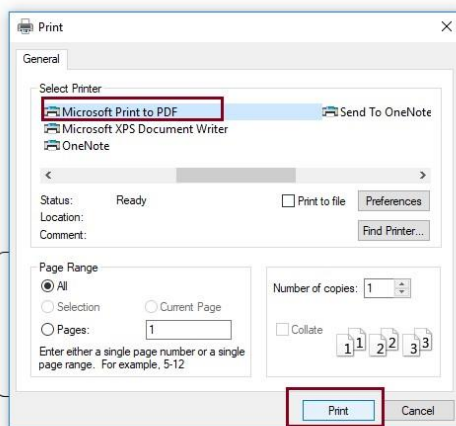 Print
General
Select Printer
Microsoft Print to PDF
Send To OneNote
Microsoft XPS Document Writer
OneNote
Status: Ready
Print to file
Preferences
Location:
Comment:
Find Printer...
Page Range
All
Selection
Current Page
Pages: 1
Enter either a single page number or a single
page range. For example, 5-12
Number of copies: 1
Collate
1 1 2 2 3 3
Print
Cancel